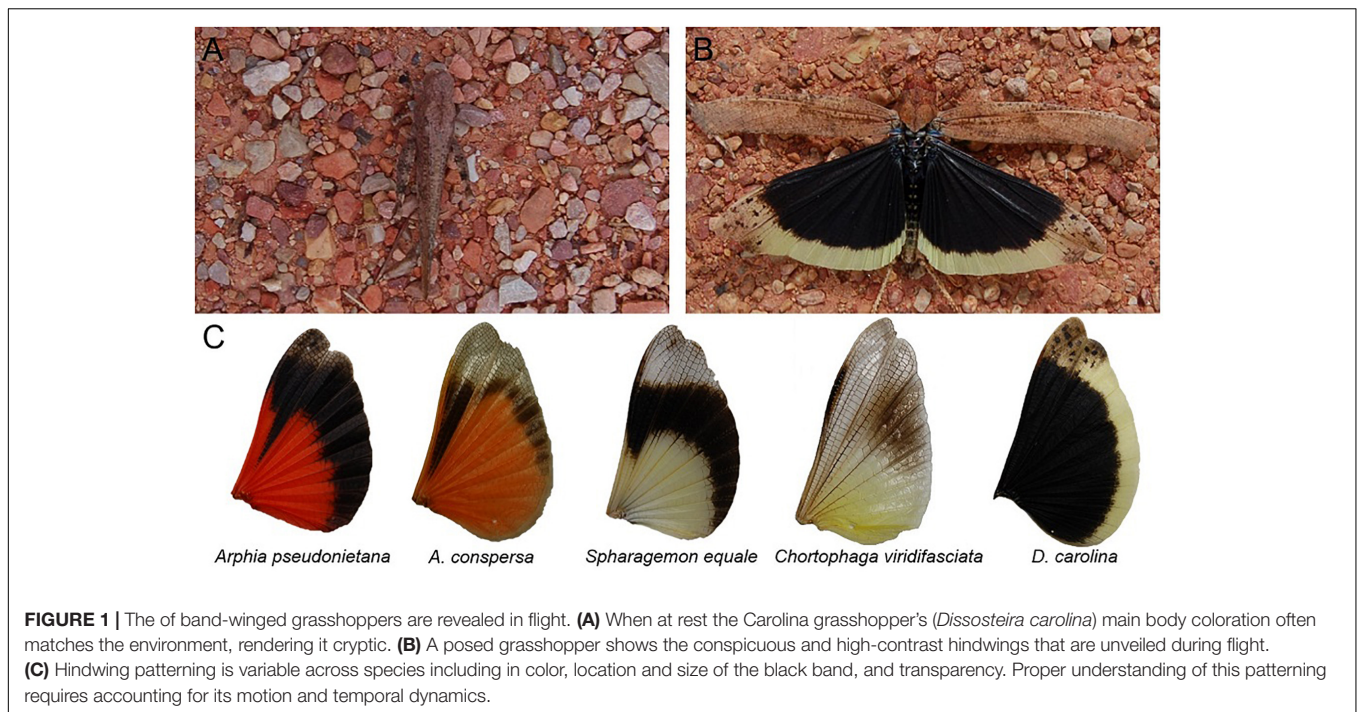 A
B
C
Arphia pseudonietana
A. conspersa
Spharagemon equale
Chortophaga viridifasciata
D. carolina
FIGURE 1 | The of band-winged grasshoppers are revealed in flight. (A) When at rest the Carolina grasshopper's (Dissosteira carolina) main body coloration often
matches the environment, rendering it cryptic. (B) A posed grasshopper shows the conspicuous and high-contrast hindwings that are unveiled during flight.
(C) Hindwing patterning is variable across species including in color, location and size of the black band, and transparency. Proper understanding of this patterning
requires accounting for its motion and temporal dynamics.